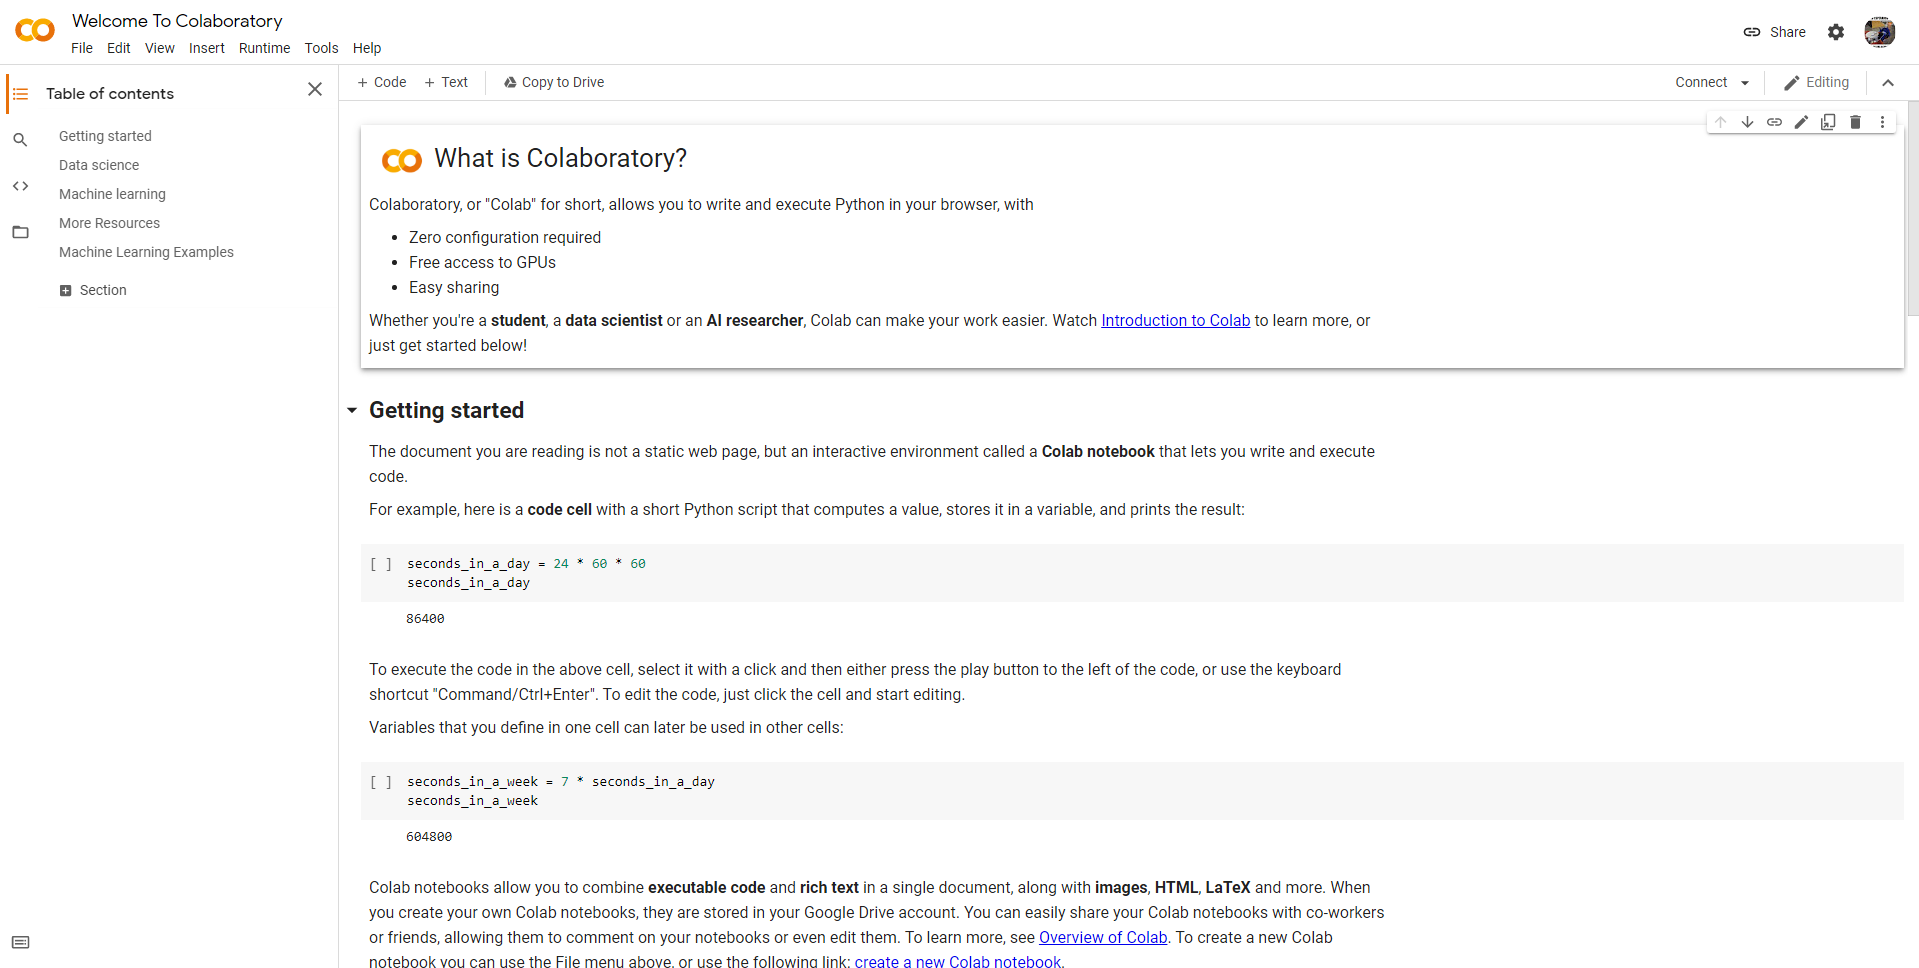 Welcome To Colaboratory
File Edit View Insert Runtime Tools Help
Share
Table of contents
Getting started
Data science
Machine learning
More Resources
Machine Learning Examples
Section
+ Code + Text Copy to Drive
Connect Editing
What is Colaboratory?
Colaboratory, or "Colab" for short, allows you to write and execute Python in your browser, with
• Zero configuration required
• Free access to GPUs
• Easy sharing
Whether you're a student, a data scientist or an AI researcher, Colab can make your work easier. Watch Introduction to Colab to learn more, or
just get started below!
Getting started
The document you are reading is not a static web page, but an interactive environment called a Colab notebook that lets you write and execute
code.
For example, here is a code cell with a short Python script that computes a value, stores it in a variable, and prints the result:
[ ] seconds_in_a_day = 24 * 60 * 60
seconds_in_a_day
86400
To execute the code in the above cell, select it with a click and then either press the play button to the left of the code, or use the keyboard
shortcut "Command/Ctrl+Enter". To edit the code, just click the cell and start editing.
Variables that you define in one cell can later be used in other cells:
[ ] seconds_in_a_week = 7 * seconds_in_a_day
seconds_in_a_week
604800
Colab notebooks allow you to combine executable code and rich text in a single document, along with images, HTML, LaTeX and more. When
you create your own Colab notebooks, they are stored in your Google Drive account. You can easily share your Colab notebooks with co-workers
or friends, allowing them to comment on your notebooks or even edit them. To learn more, see Overview of Colab. To create a new Colab
notebook you can use the File menu above, or use the following link: create a new Colab notebook.